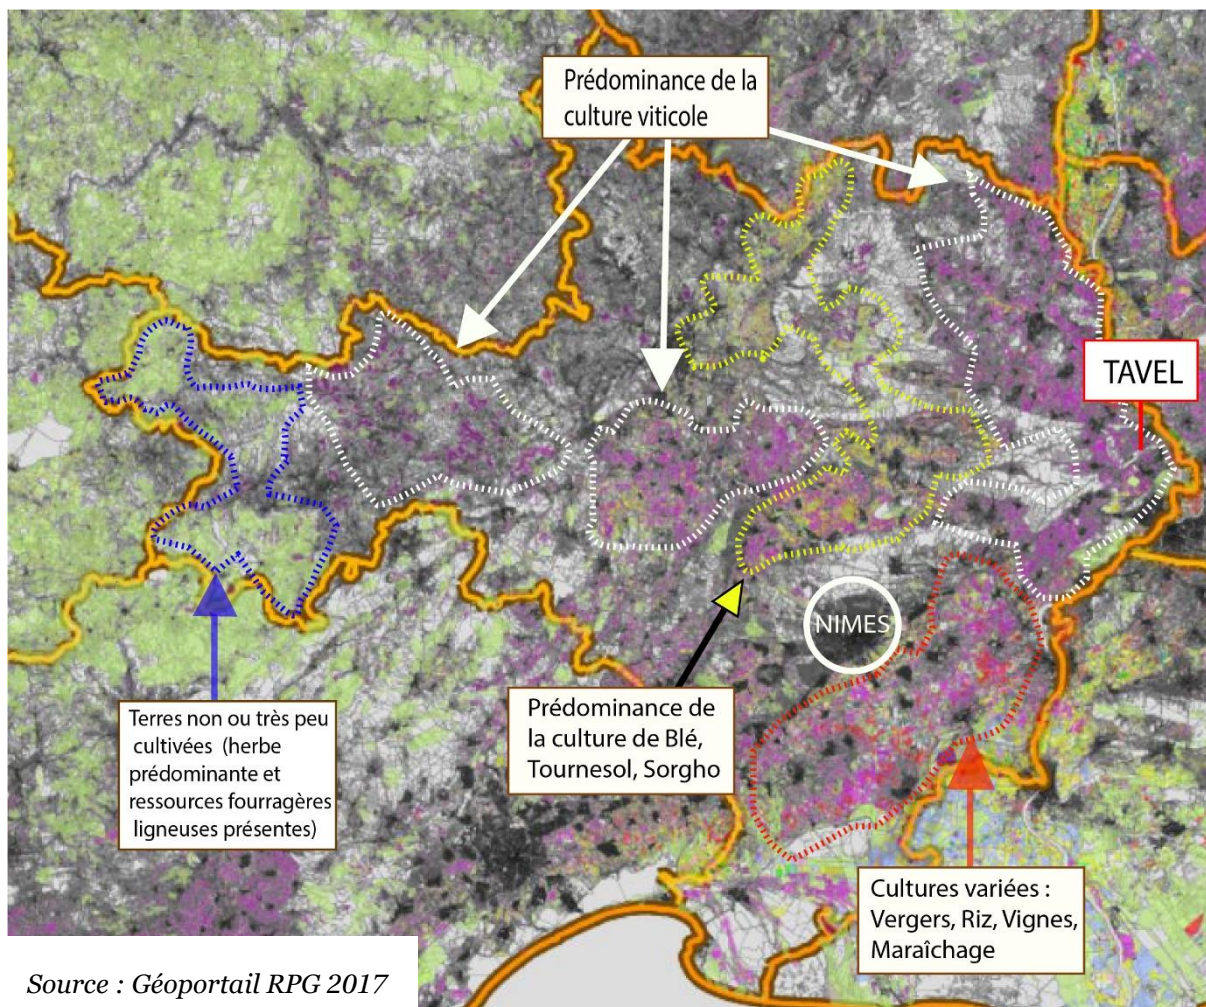 Prédominance de la
culture viticole
TAVEL
NIMES
Terres non ou très peu
cultivées (herbe
prédominante et
ressources fourragères
ligneuses présentes)
Prédominance de
la culture de Blé,
Tournesol, Sorgho
Cultures variées :
Vergers, Riz, Vignes,
Maraîchage
Source : Géoportail RPG 2017